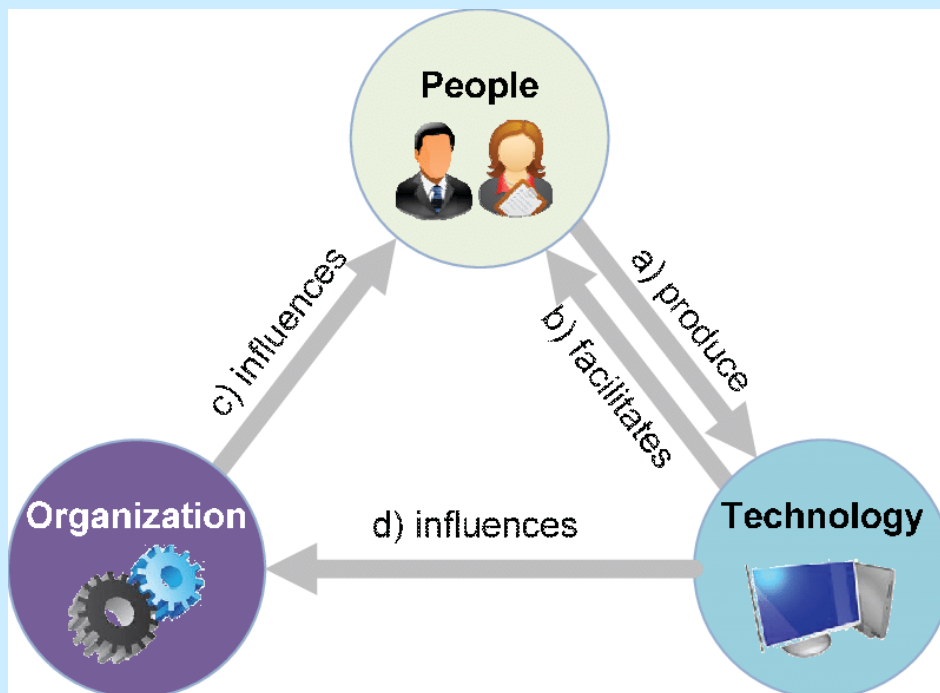 People
a) produce
b) facilitates
c) influences
Organization
d) influences
Technology